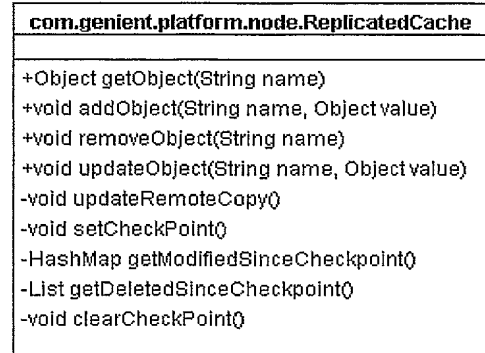 com.genient.platform.node.ReplicatedCache
+Object getObject(String name)
+void addObject(String name, Object value)
+void removeObject(String name)
+void updateObject(String name, Object value)
-void updateRemoteCopy()
-void setCheckPoint()
-HashMap getModifiedSinceCheckpoint()
-List getDeletedSinceCheckpoint()
-void clearCheckPoint()